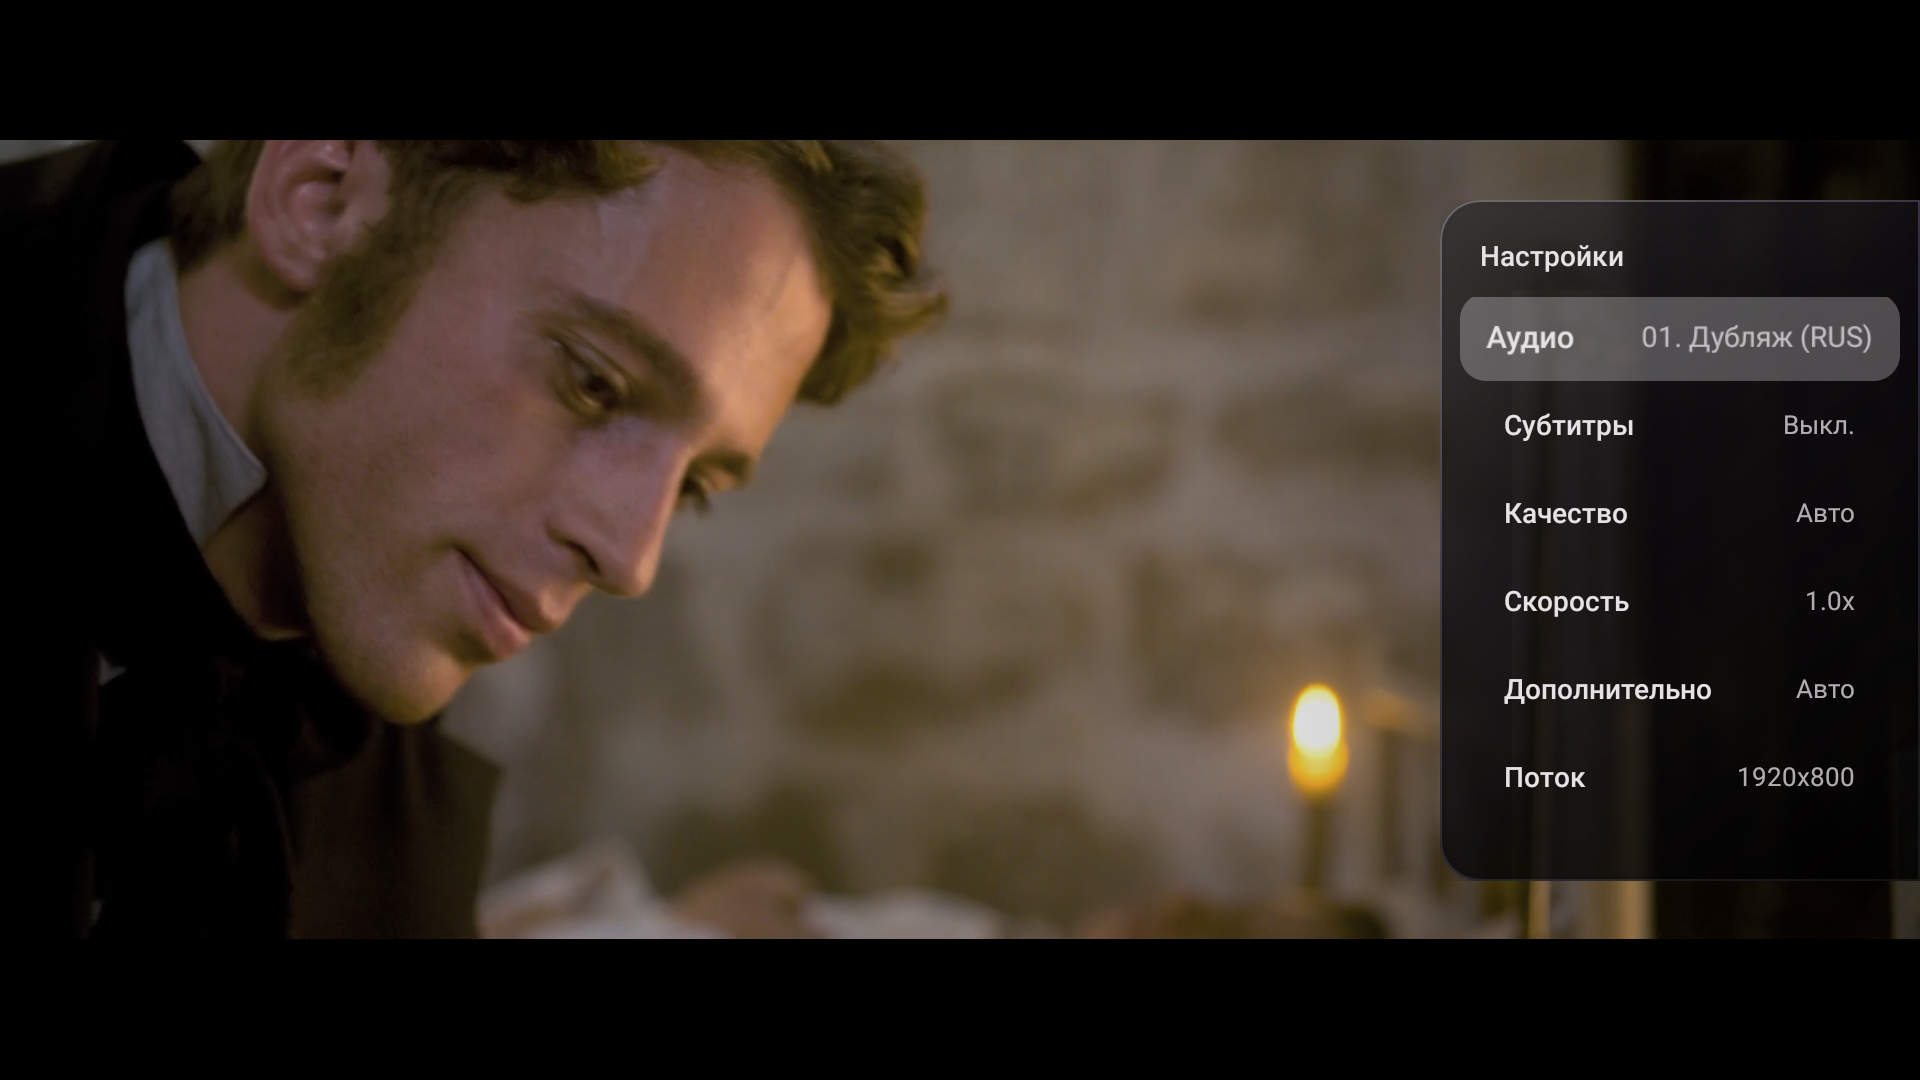 Настройки
Аудио 01. Дубляж (RUS)
Субтитры Выкл.
Качество Авто
Скорость 1.0x
Дополнительно Авто
Поток 1920x800